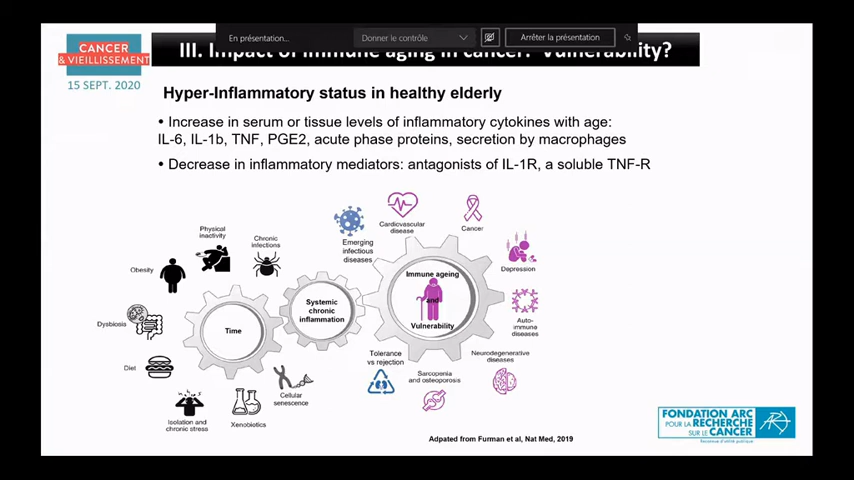 En présentation...
Donner le contrôle
Arrêter la présentation
CANCER
& VIEILLISSEMENT
15 SEPT. 2020
III. Impact of immune aging in cancer? Vulnerability?
Hyper-Inflammatory status in healthy elderly
• Increase in serum or tissue levels of inflammatory cytokines with age:
IL-6, IL-1b, TNF, PGE2, acute phase proteins, secretion by macrophages
• Decrease in inflammatory mediators: antagonists of IL-1R, a soluble TNF-R
Physical
inactivity
Chronic
infections
Obesity
Dysbiosis
Diet
Isolation and
chronic stress
Xenobiotics
Cellular
senescence
Time
Systemic
chronic
inflammation
Emerging
infectious
diseases
Cardiovascular
disease
Cancer
Depression
Auto-
immune
diseases
Neurodegenerative
diseases
Sarcopenia
and osteoporosis
Tolerance
vs rejection
Immune ageing
and
Vulnerability
Adpated from Furman et al, Nat Med, 2019
FONDATION ARC
POUR LA RECHERCHE
SUR LE CANCER
Reconnue d'utilité publique
ARC